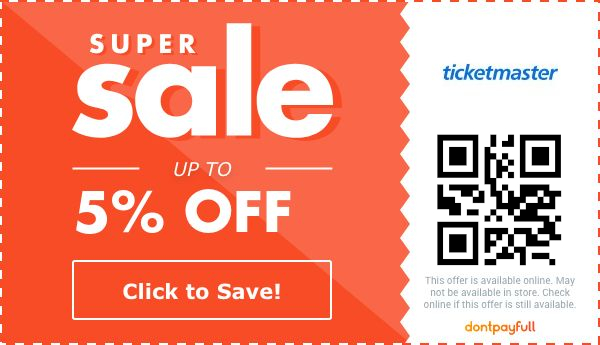 SUPER
sale
UP TO
5% OFF
Click to Save!
ticketmaster
This offer is available online. May
not be available in store. Check
online if this offer is still available.
dontpayfull